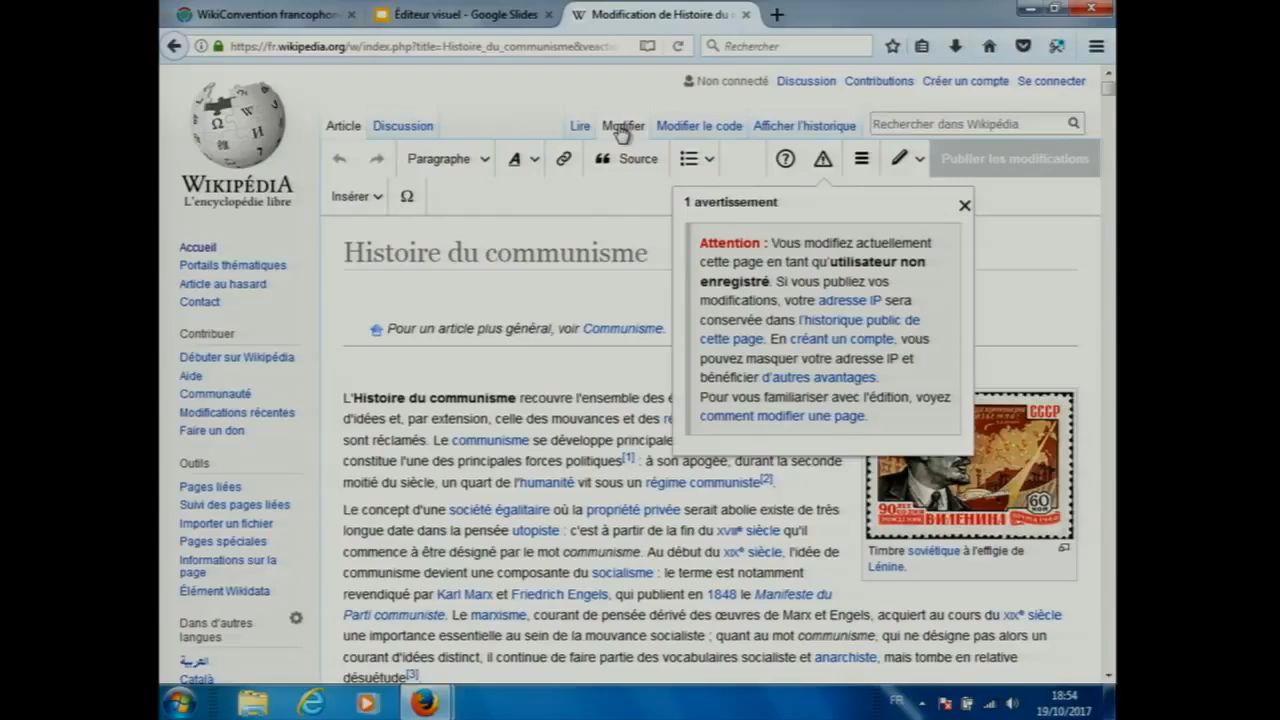 WikiConvention francophon
Éditeur visuel - Google Slides
Modification de Histoire du
https://fr.wikipedia.org/w/index.php?title=Histoire_du_communisme&veacti
Rechercher
Non connecté Discussion Contributions Créer un compte Se connecter
Article Discussion Lire Modifier Modifier le code Afficher l'historique Rechercher dans Wikipédia
Paragraphe A Source Publier les modifications
Insérer Ω
WIKIPÉDIA
L'encyclopédie libre
Accueil
Portails thématiques
Article au hasard
Contact
Contribuer
Débuter sur Wikipédia
Aide
Communauté
Modifications récentes
Faire un don
Outils
Pages liées
Suivi des pages liées
Importer un fichier
Pages spéciales
Informations sur la
page
Élément Wikidata
Dans d'autres
langues
العربية
Català
1 avertissement
Attention : Vous modifiez actuellement
cette page en tant qu'utilisateur non
enregistré. Si vous publiez vos
modifications, votre adresse IP sera
conservée dans l'historique public de
cette page. En créant un compte, vous
pouvez masquer votre adresse IP et
bénéficier d'autres avantages.
Pour vous familiariser avec l'édition, voyez
comment modifier une page.
Histoire du communisme
Pour un article plus général, voir Communisme.
L'Histoire du communisme recouvre l'ensemble des
d'idées et, par extension, celle des mouvances et des
sont réclamés. Le communisme se développe principale
constitue l'une des principales forces politiques[1] : à son apogée, durant la seconde
moitié du siècle, un quart de l'humanité vit sous un régime communiste[2].
Le concept d'une société égalitaire où la propriété privée serait abolie existe de très
longue date dans la pensée utopiste : c'est à partir de la fin du XVIIIe siècle qu'il
commence à être désigné par le mot communisme. Au début du XIXe siècle, l'idée de
communisme devient une composante du socialisme : le terme est notamment
revendiqué par Karl Marx et Friedrich Engels, qui publient en 1848 le Manifeste du
Parti communiste. Le marxisme, courant de pensée dérivé des œuvres de Marx et Engels, acquiert au cours du XIXe siècle
une importance essentielle au sein de la mouvance socialiste ; quant au mot communisme, qui ne désigne pas alors un
courant d'idées distinct, il continue de faire partie des vocabulaires socialiste et anarchiste, mais tombe en relative
désuétude[3].
СССР
60
90 ЛЕТ
В.И.ЛЕНИНА
Timbre soviétique à l'effigie de
Lénine.
FR
18:54
19/10/2017